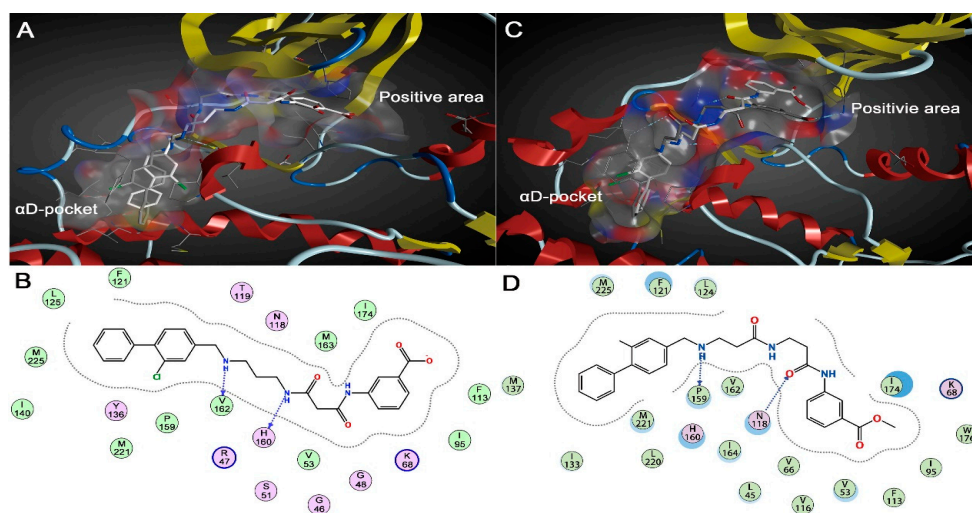 A
Positive area
αD-pocket
C
Positivie area
αD-pocket
B
F
121
L
125
T
119
N
118
I
174
M
163
M
225
Cl
N
H
V
162
N
H
O
O
H
N
O
O⁻
F
113
M
137
I
140
Y
136
P
159
M
221
R
47
H
160
V
53
K
68
I
95
S
51
G
46
G
48
D
M
225
F
121
L
124
N
H
O
N
H
O
NH
O
O
P
159
V
162
N
118
I
174
K
68
M
221
H
160
I
164
W
176
I
133
L
220
V
66
I
95
L
45
V
116
V
53
F
113